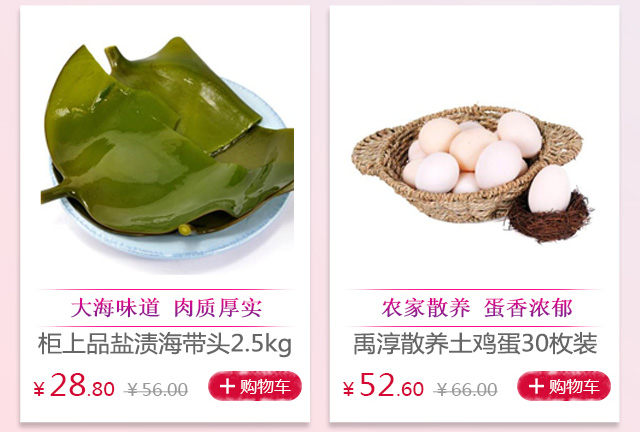 大海味道 肉质厚实
柜上品盐渍海带头2.5kg
¥28.80 ¥56.00 +购物车
农家散养 蛋香浓郁
禹淳散养土鸡蛋30枚装
¥52.60 ¥66.00 +购物车